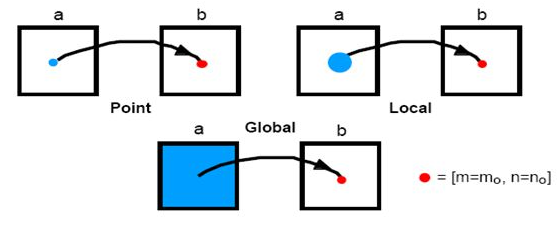 a b a b
Point Local
a Global b
= [m=mₒ, n=nₒ]